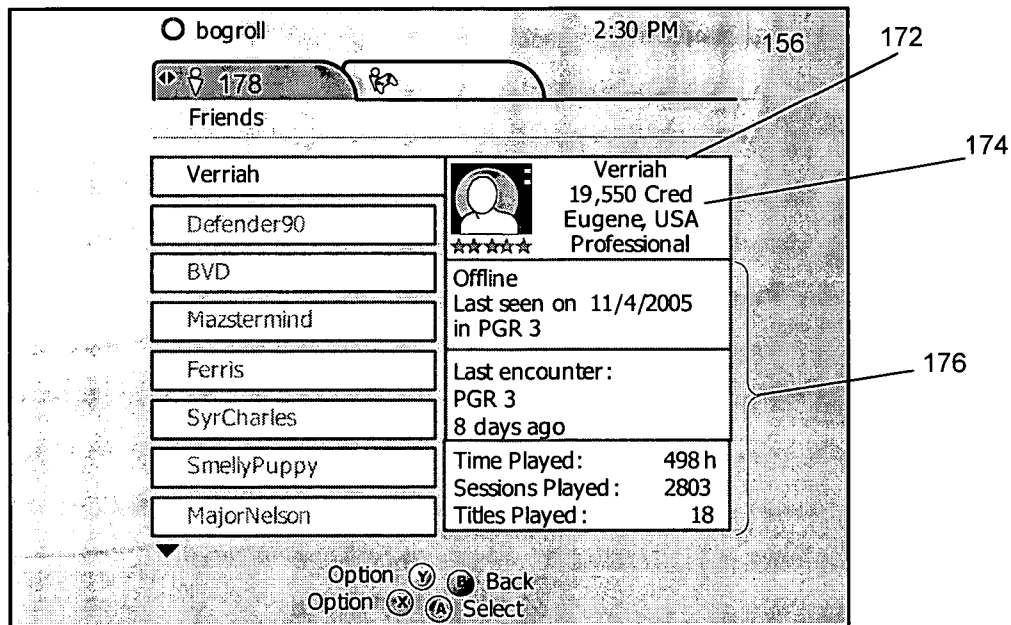 bogroll 2:30 PM
156
172
178
Friends
174
Verriah
Defender90
BVD
Mazstermind
Ferris
SyrCharles
SmellyPuppy
MajorNelson
Verriah
19,550 Cred
Eugene, USA
Professional
Offline
Last seen on 11/4/2005
in PGR 3
Last encounter:
PGR 3
8 days ago
Time Played: 498 h
Sessions Played: 2803
Titles Played: 18
176
Option Y B Back
Option X A Select